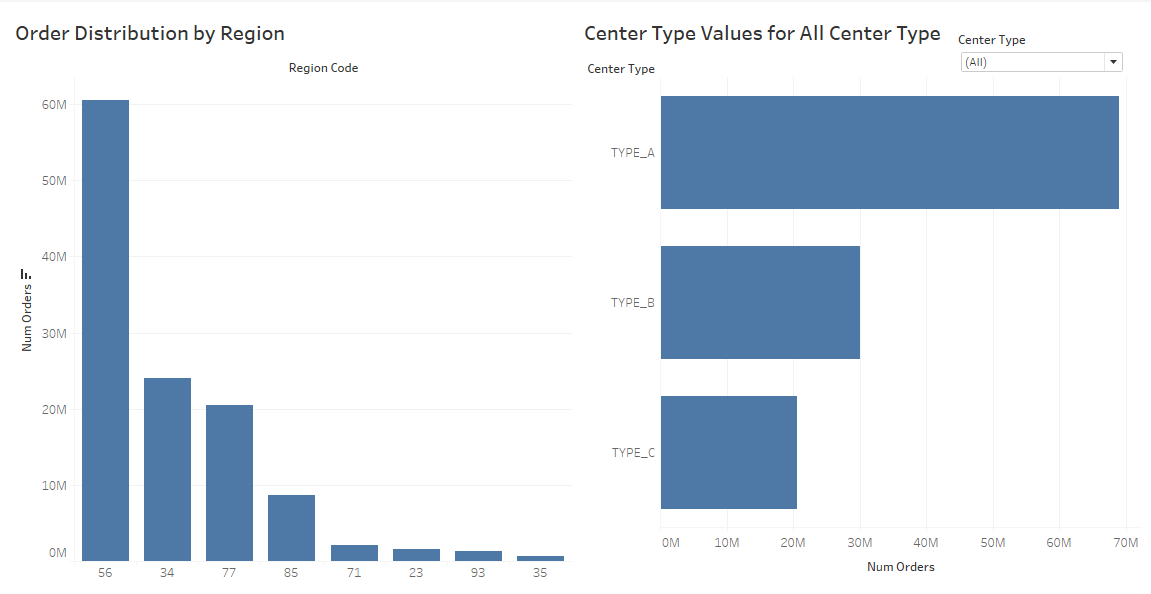 Order Distribution by Region
Region Code
60M
50M
40M
30M
20M
10M
0M
Num Orders
56 34 77 85 71 23 93 35
Center Type Values for All Center Type
Center Type
(All)
Center Type
TYPE_A
TYPE_B
TYPE_C
0M 10M 20M 30M 40M 50M 60M 70M
Num Orders